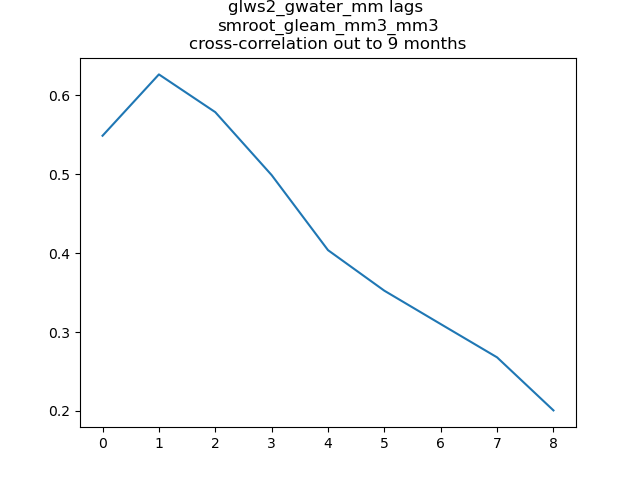 glws2_gwater_mm lags
smroot_gleam_mm3_mm3
cross-correlation out to 9 months
0.6
0.5
0.4
0.3
0.2
0 1 2 3 4 5 6 7 8